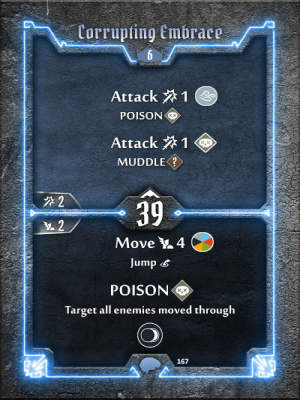 Corrupting Embrace
6
Attack 1
POISON
Attack 1
MUDDLE ?
2
39
2
Move 4
Jump
POISON
Target all enemies moved through
167